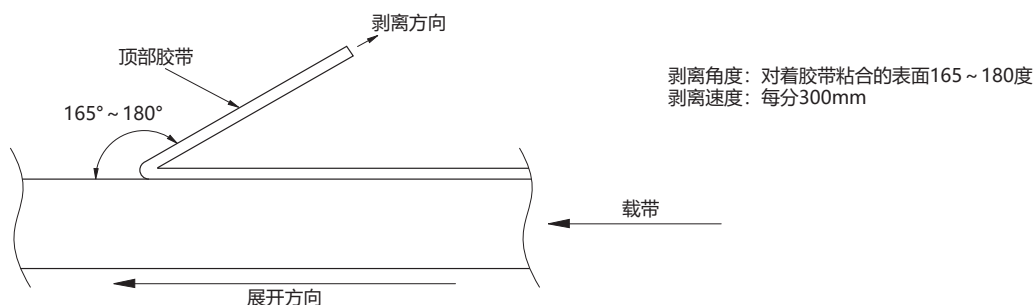 剥离方向
顶部胶带
剥离角度：对着胶带粘合的表面165～180度
剥离速度：每分300mm
165°～180°
载带
展开方向